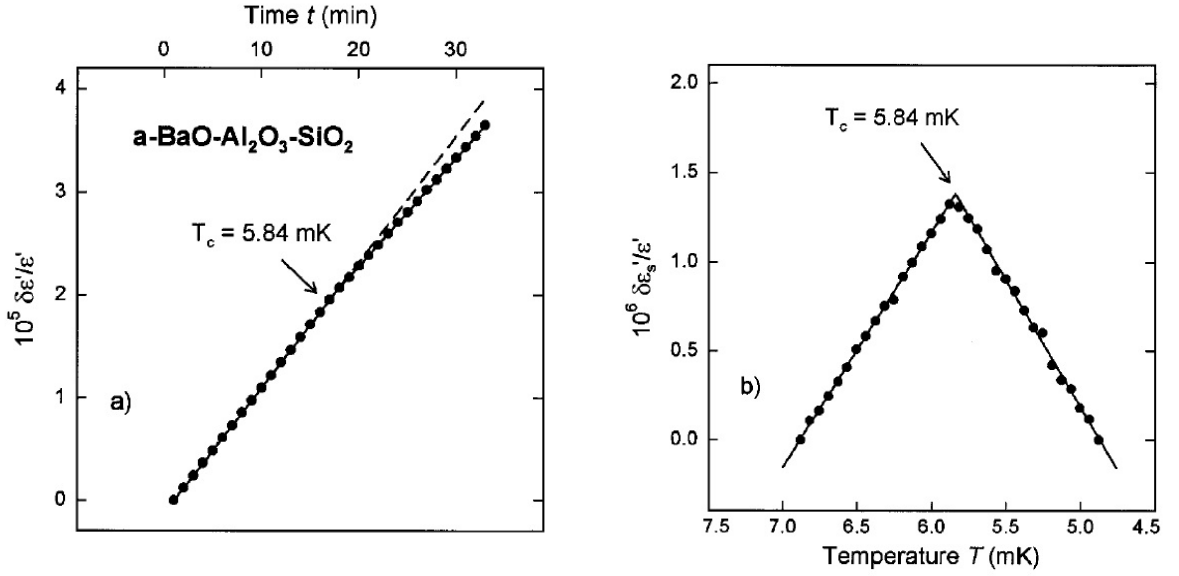 Time t (min)
0 10 20 30
4
3
2
1
0
10⁵ δε'/ε'
a-BaO-Al₂O₃-SiO₂
T_c = 5.84 mK
a)
2.0
1.5
1.0
0.5
0.0
10⁶ δε_s'/ε'
T_c = 5.84 mK
b)
7.5 7.0 6.5 6.0 5.5 5.0 4.5
Temperature T (mK)